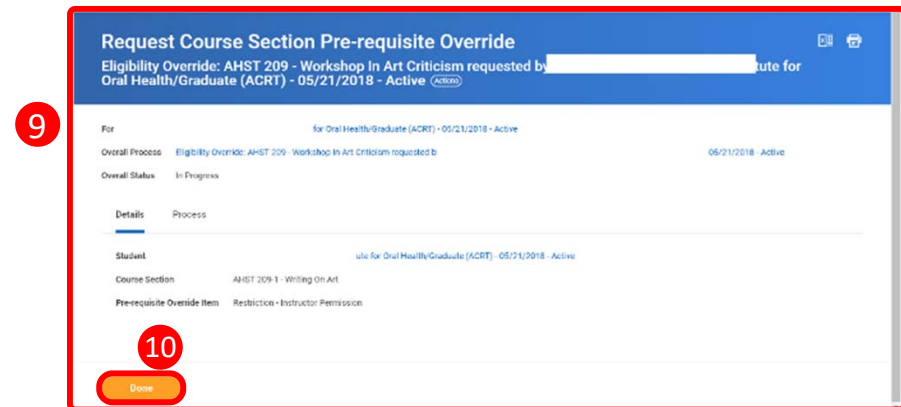 Request Course Section Pre-requisite Override
Eligibility Override: AHST 209 - Workshop In Art Criticism requested by tute for
Oral Health/Graduate (ACRT) - 05/21/2018 - Active Actions
9
For for Oral Health/Graduate (ACRT) - 05/21/2018 - Active
Overall Process Eligibility Override: AHST 209 - Workshop In Art Criticism requested b 05/21/2018 - Active
Overall Status In Progress
Details Process
Student ute for Oral Health/Graduate (ACRT) - 05/21/2018 - Active
Course Section AHST 209-1 - Writing On Art
Pre-requisite Override Item Restriction - Instructor Permission
10
Done